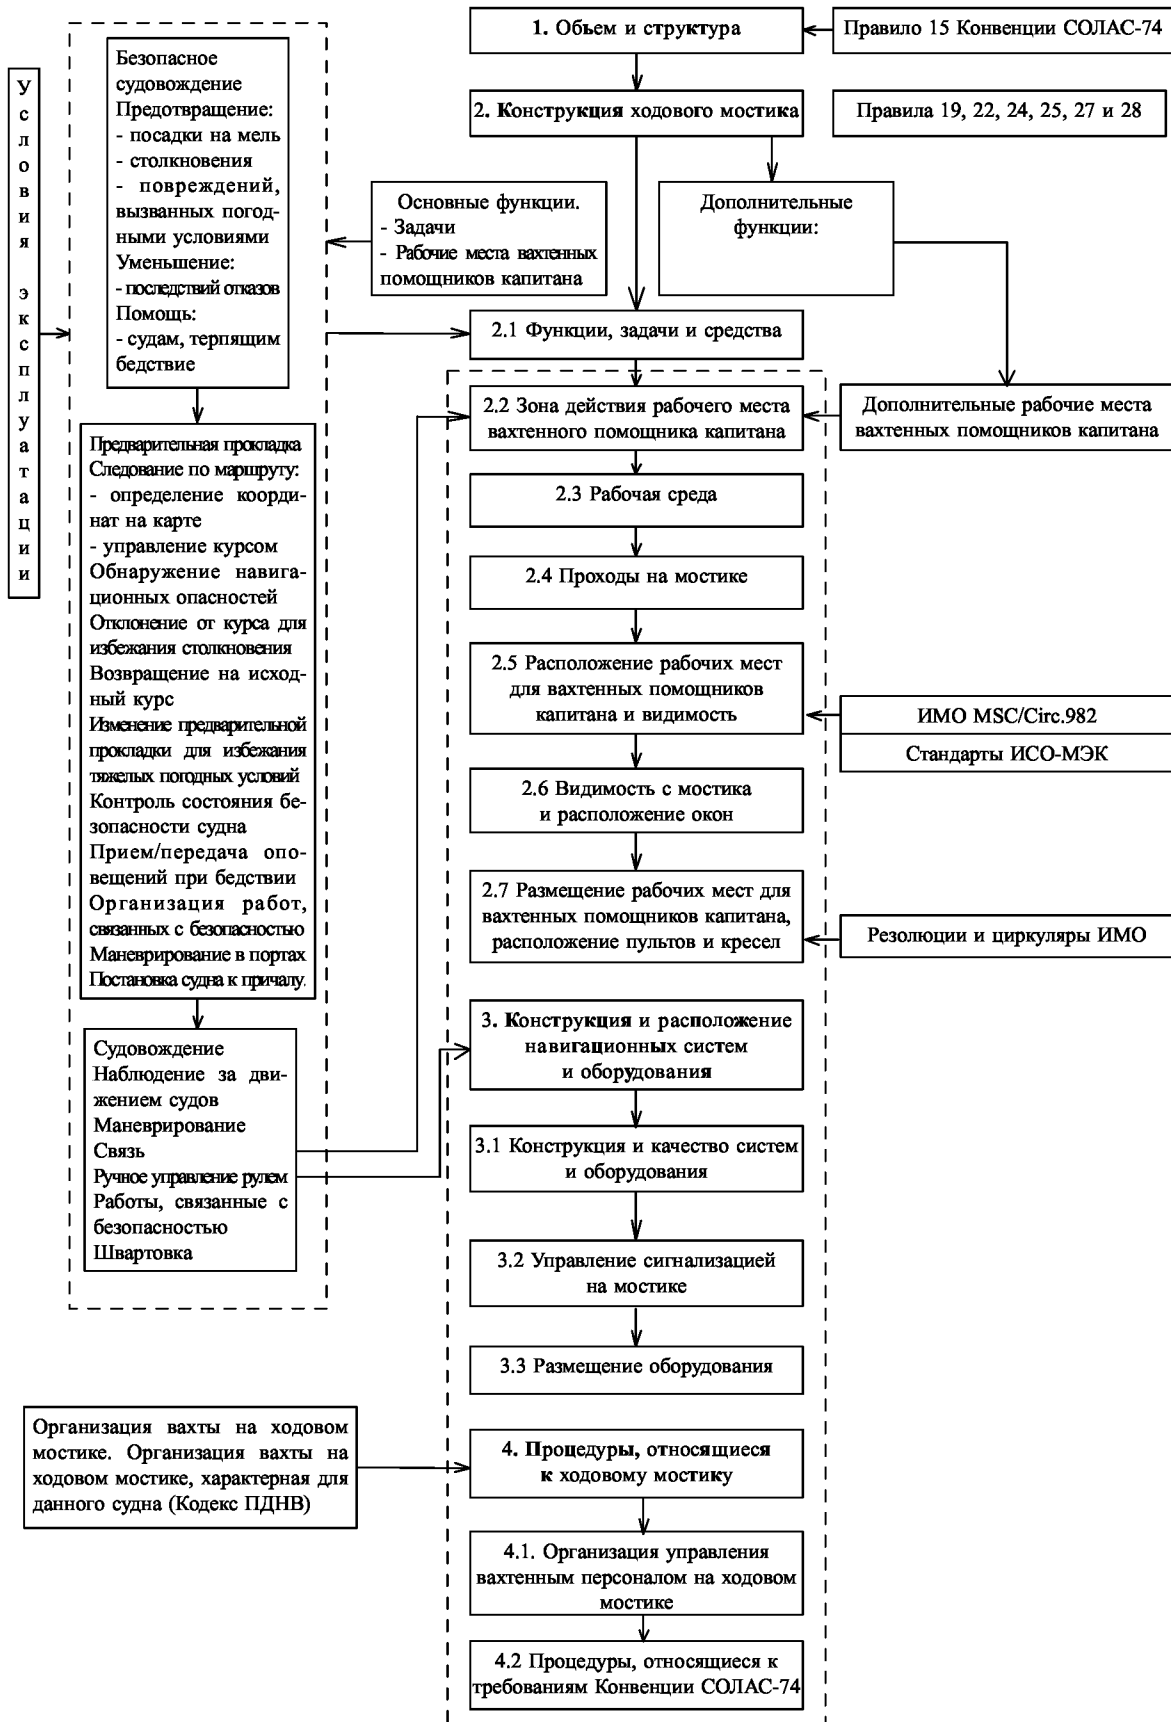 1. Объем и структура
Правило 15 Конвенции СОЛАС-74
2. Конструкция ходового мостика
Правила 19, 22, 24, 25, 27 и 28
Условия эксплуатации
Безопасное
судовождение
Предотвращение:
- посадки на мель
- столкновения
- повреждений,
вызванных погод-
ными условиями
Уменьшение:
- последствий отказов
Помощь:
- судам, терпящим
бедствие
Основные функции.
- Задачи
- Рабочие места вахтенных
помощников капитана
Дополнительные
функции:
2.1 Функции, задачи и средства
2.2 Зона действия рабочего места
вахтенного помощника капитана
Дополнительные рабочие места
вахтенных помощников капитана
Предварительная прокладка
Следование по маршруту:
- определение коорди-
нат на карте
- управление курсом
Обнаружение навига-
ционных опасностей
Отклонение от курса для
избежания столкновения
Возвращение на исход-
ный курс
Изменение предварительной
прокладки для избежания
тяжелых погодных условий
Контроль состояния бе-
зопасности судна
Прием/передача опо-
вещений при бедствии
Организация работ,
связанных с безопасностью
Маневрирование в портах
Постановка судна к причалу.
2.3 Рабочая среда
2.4 Проходы на мостике
2.5 Расположение рабочих мест
для вахтенных помощников
капитана и видимость
ИМО MSC/Circ.982
Стандарты ИСО-МЭК
2.6 Видимость с мостика
и расположение окон
2.7 Размещение рабочих мест для
вахтенных помощников капитана,
расположение пультов и кресел
Резолюции и циркуляры ИМО
3. Конструкция и расположение
навигационных систем
и оборудования
Судовождение
Наблюдение за дви-
жением судов
Маневрирование
Связь
Ручное управление рулем
Работы, связанные с
безопасностью
Швартовка
3.1 Конструкция и качество систем
и оборудования
3.2 Управление сигнализацией
на мостике
3.3 Размещение оборудования
Организация вахты на ходовом
мостике. Организация вахты на
ходовом мостике, характерная для
данного судна (Кодекс ПДНВ)
4. Процедуры, относящиеся
к ходовому мостику
4.1. Организация управления
вахтенным персоналом на ходовом
мостике
4.2 Процедуры, относящиеся к
требованиям Конвенции СОЛАС-74